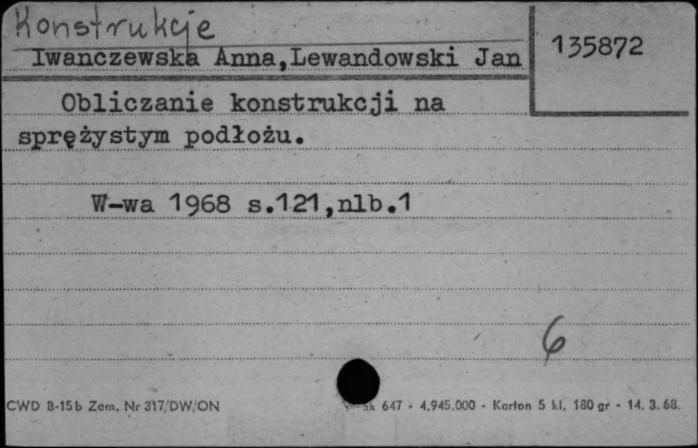 Konstrukcje
135872
Iwanczewska Anna,Lewandowski Jan
Obliczanie konstrukcji na
sprężystym podłożu.
W-wa 1968 s.121,nlb.1
6
CWD B-15b Zam. Nr 317/DW/ON
647 - 4.945.000 - Karton 5 kl. 180 gr - 14. 3. 68.